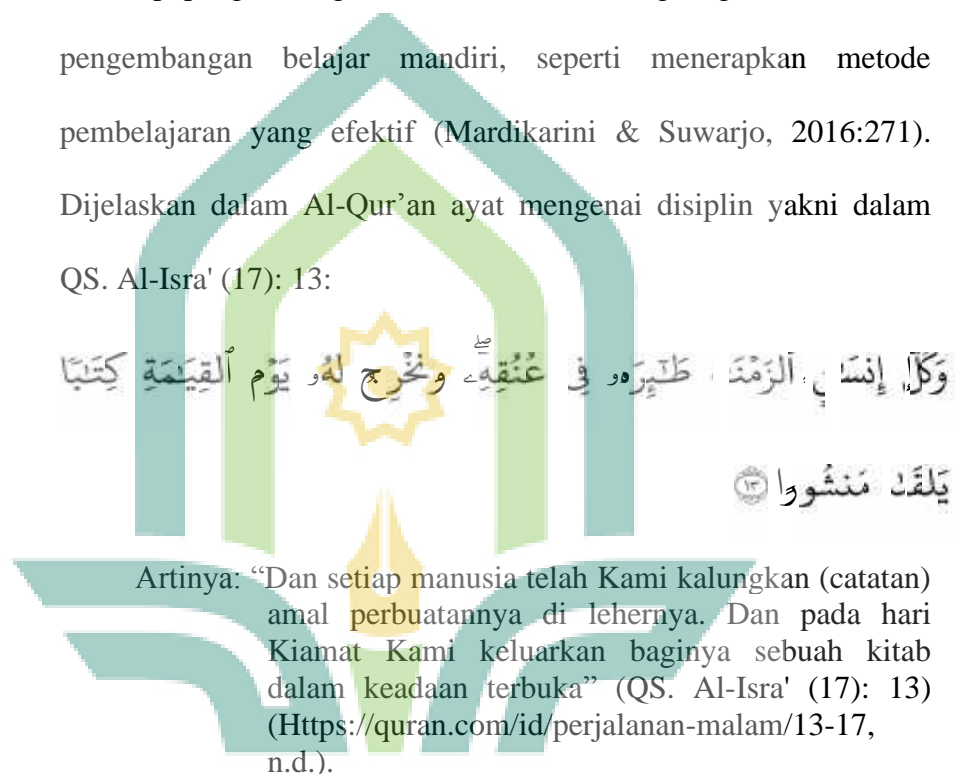 pengembangan belajar mandiri, seperti menerapkan metode
pembelajaran yang efektif (Mardikarini & Suwarjo, 2016:271).
Dijelaskan dalam Al-Qur’an ayat mengenai disiplin yakni dalam
QS. Al-Isra' (17): 13:
وَكُلَّ إِنسَـٰنٍ أَلْزَمْنَـٰهُ طَـٰٓئِرَهُۥ فِى عُنُقِهِۦ ۖ وَنُخْرِجُ لَهُۥ يَوْمَ ٱلْقِيَـٰمَةِ كِتَـٰبًا
يَلْقَىٰهُ مَنشُورًا ١٣
Artinya: “Dan setiap manusia telah Kami kalungkan (catatan)
amal perbuatannya di lehernya. Dan pada hari
Kiamat Kami keluarkan baginya sebuah kitab
dalam keadaan terbuka” (QS. Al-Isra' (17): 13)
(Https://quran.com/id/perjalanan-malam/13-17,
n.d.).